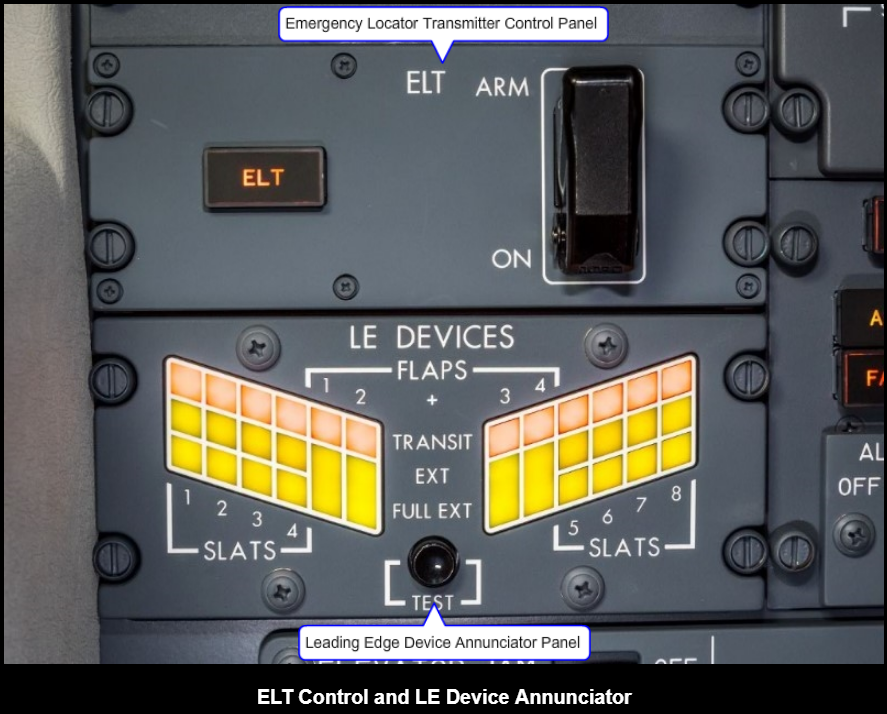 Emergency Locator Transmitter Control Panel
ELT ARM
ELT
ON
LE DEVICES
FLAPS
1 2 + 3 4
TRANSIT
EXT
FULL EXT
1 2 3 4 5 6 7 8
SLATS SLATS
OFF
TEST
Leading Edge Device Annunciator Panel
OFF
ELT Control and LE Device Annunciator